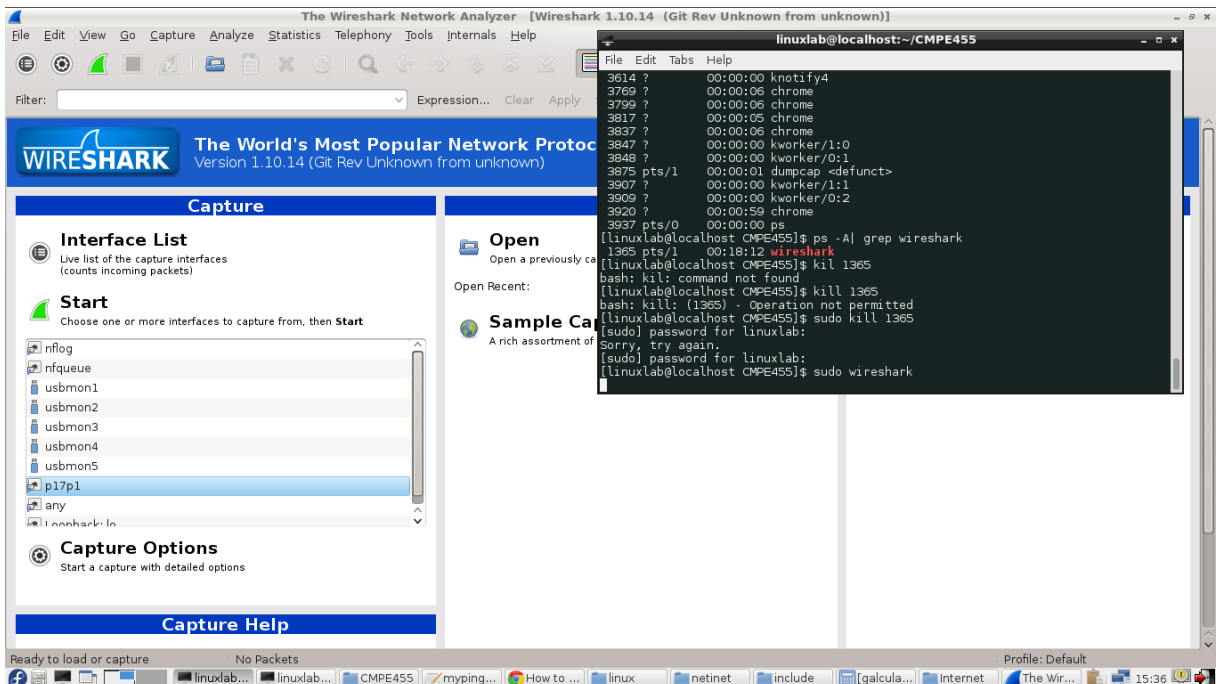 The Wireshark Network Analyzer [Wireshark 1.10.14 (Git Rev Unknown from unknown)]
File Edit View Go Capture Analyze Statistics Telephony Tools Internals Help
Filter:
Expression... Clear Apply
WIRESHARK
The World's Most Popular Network Protoc
Version 1.10.14 (Git Rev Unknown from unknown)
Capture
Interface List
Live list of the capture interfaces
(counts incoming packets)
Start
Choose one or more interfaces to capture from, then Start
nflog
nfqueue
usbmon1
usbmon2
usbmon3
usbmon4
usbmon5
p17p1
any
Loopback: lo
Capture Options
Start a capture with detailed options
Capture Help
Open
Open a previously ca
Open Recent:
Sample Ca
A rich assortment of
linuxlab@localhost:~/CMPE455
File Edit Tabs Help
3614 ? 00:00:00 knotify4
3769 ? 00:00:06 chrome
3799 ? 00:00:06 chrome
3817 ? 00:00:05 chrome
3837 ? 00:00:06 chrome
3847 ? 00:00:00 kworker/1:0
3848 ? 00:00:00 kworker/0:1
3875 pts/1 00:00:01 dumpcap <defunct>
3907 ? 00:00:00 kworker/1:1
3909 ? 00:00:00 kworker/0:2
3920 ? 00:00:59 chrome
3937 pts/0 00:00:00 ps
[linuxlab@localhost CMPE455]$ ps -A| grep wireshark
1365 pts/1 00:18:12 wireshark
[linuxlab@localhost CMPE455]$ kil 1365
bash: kil: command not found
[linuxlab@localhost CMPE455]$ kill 1365
bash: kill: (1365) - Operation not permitted
[linuxlab@localhost CMPE455]$ sudo kill 1365
[sudo] password for linuxlab:
Sorry, try again.
[sudo] password for linuxlab:
[linuxlab@localhost CMPE455]$ sudo wireshark
Ready to load or capture No Packets Profile: Default
linuxlab... linuxlab... CMPE455 myping... How to ... linux netinet include [galcula... Internet The Wir... 15:36